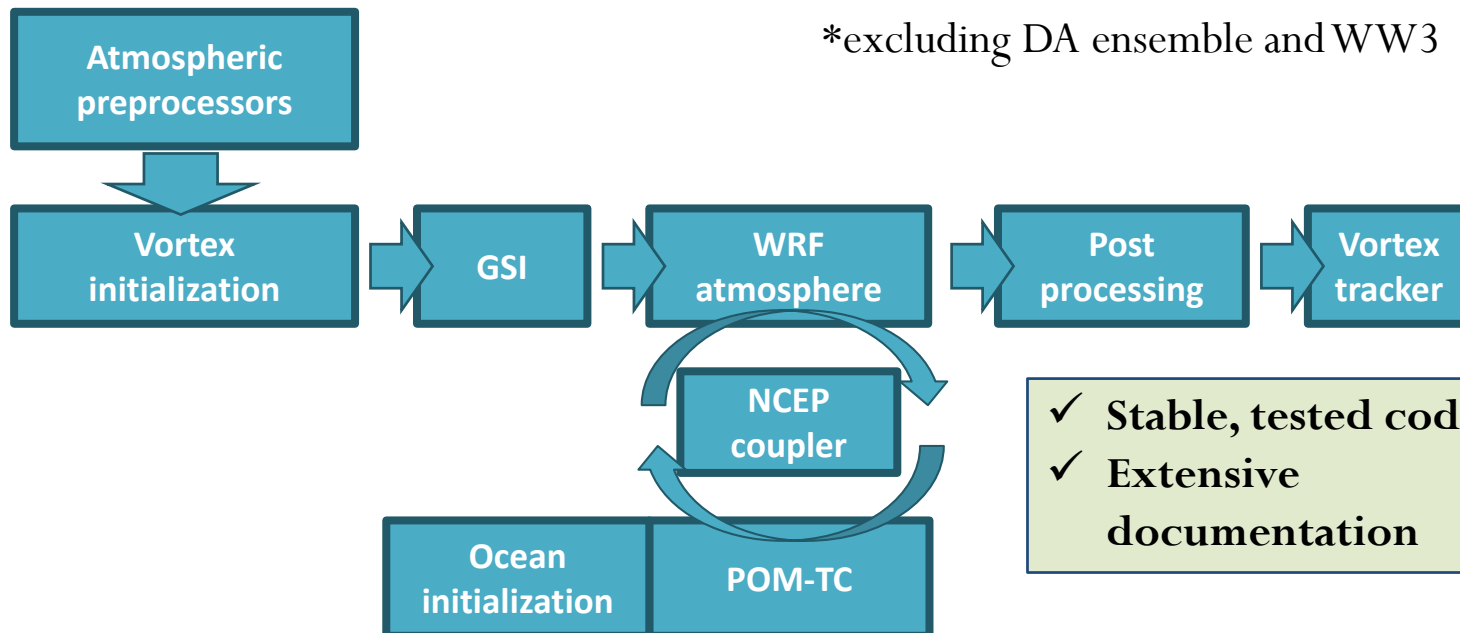 *excluding DA ensemble and WW3
Atmospheric
preprocessors
Vortex
initialization
GSI
WRF
atmosphere
Post
processing
Vortex
tracker
NCEP
coupler
✓ Stable, tested cod
✓ Extensive
documentation
Ocean
initialization
POM-TC